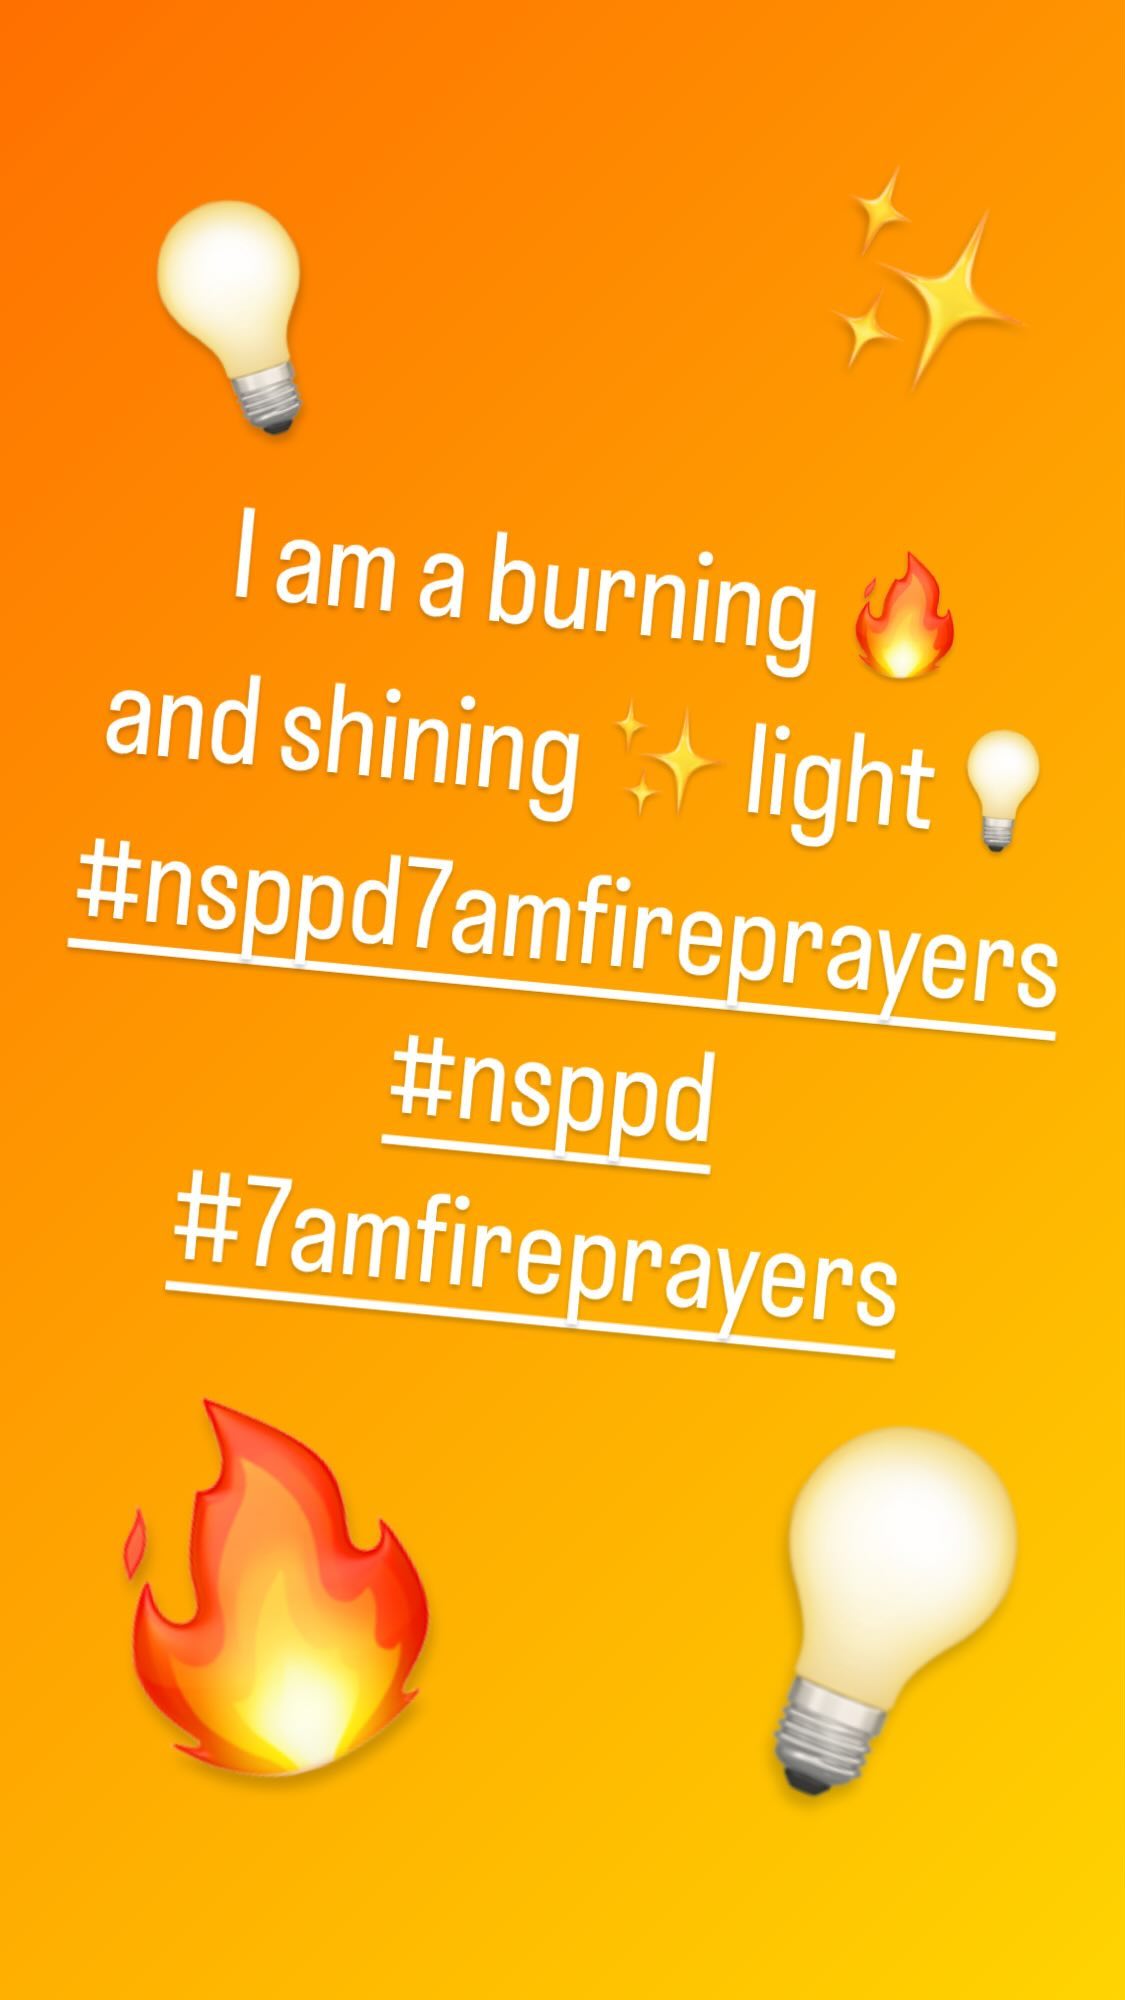 I am a burning 🔥
and shining ✨ light 💡
#nsppd7amfireprayers
#nsppd
#7amfireprayers